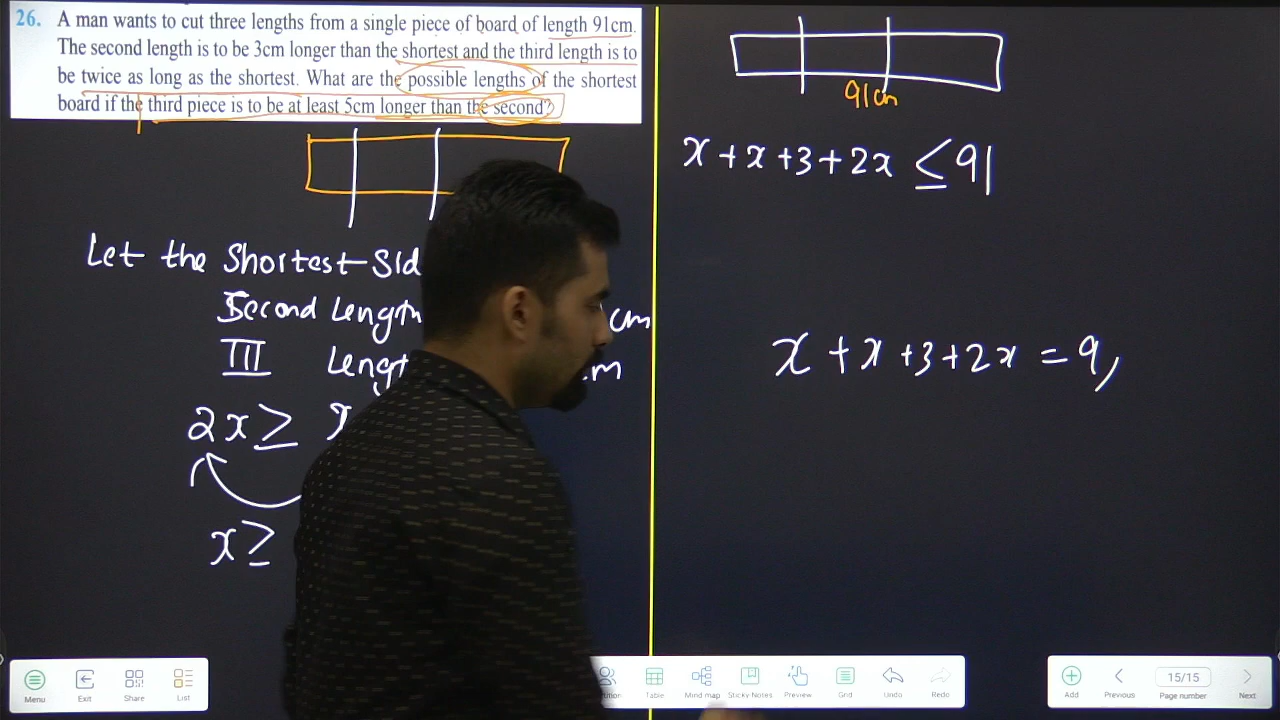 26. A man wants to cut three lengths from a single piece of board of length 91cm.
The second length is to be 3cm longer than the shortest and the third length is to
be twice as long as the shortest. What are the possible lengths of the shortest
board if the third piece is to be at least 5cm longer than the second?
Let the Shortest Sid
Second Length cm
III Lengt m
2x ≥ x
x ≥
91cm
x + x + 3 + 2x ≤ 91
x + x + 3 + 2x = 9,
Menu
Exit
Share
List
Table
Mind map
Sticky Notes
Preview
Grid
Undo
Redo
Add
Previous
15/15
Page number
Next